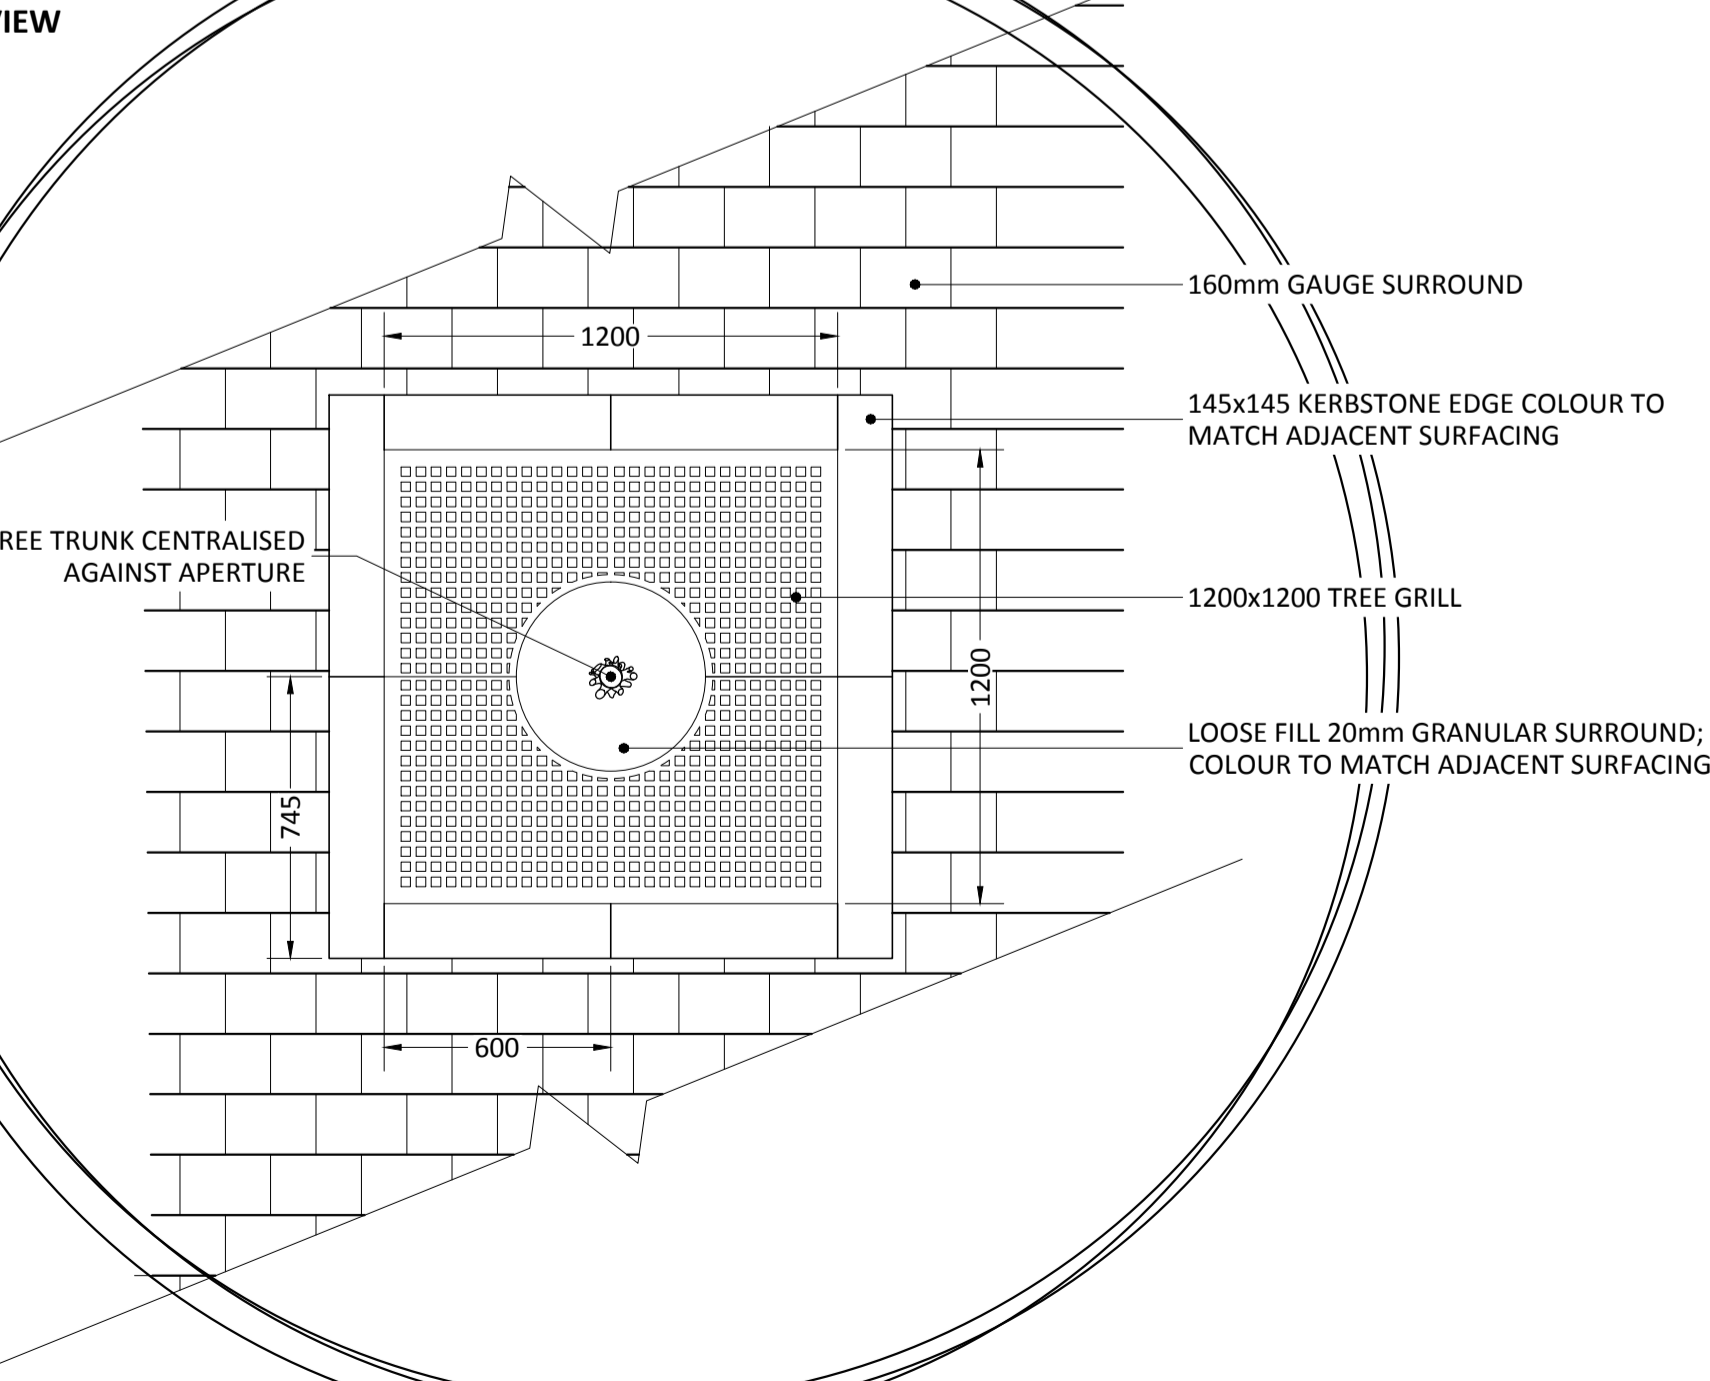 VIEW
160mm GAUGE SURROUND
1200
145x145 KERBSTONE EDGE COLOUR TO
MATCH ADJACENT SURFACING
REE TRUNK CENTRALISED
AGAINST APERTURE
1200x1200 TREE GRILL
1200
LOOSE FILL 20mm GRANULAR SURROUND;
COLOUR TO MATCH ADJACENT SURFACING
745
600